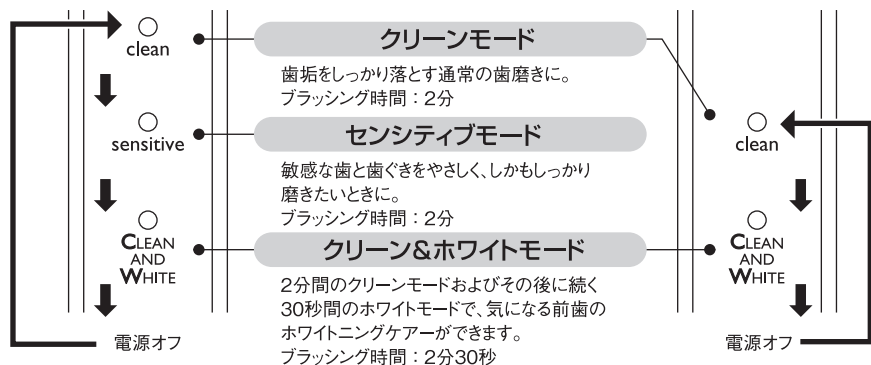 clean
sensitive
CLEAN
AND
WHITE
電源オフ
クリーンモード
歯垢をしっかり落とす通常の歯磨きに。
ブラッシング時間：2分
センシティブモード
敏感な歯と歯ぐきをやさしく、しかもしっかり
磨きたいときに。
ブラッシング時間：2分
クリーン&ホワイトモード
2分間のクリーンモードおよびその後に続く
30秒間のホワイトモードで、気になる前歯の
ホワイトニングケアーができます。
ブラッシング時間：2分30秒
clean
CLEAN
AND
WHITE
電源オフ